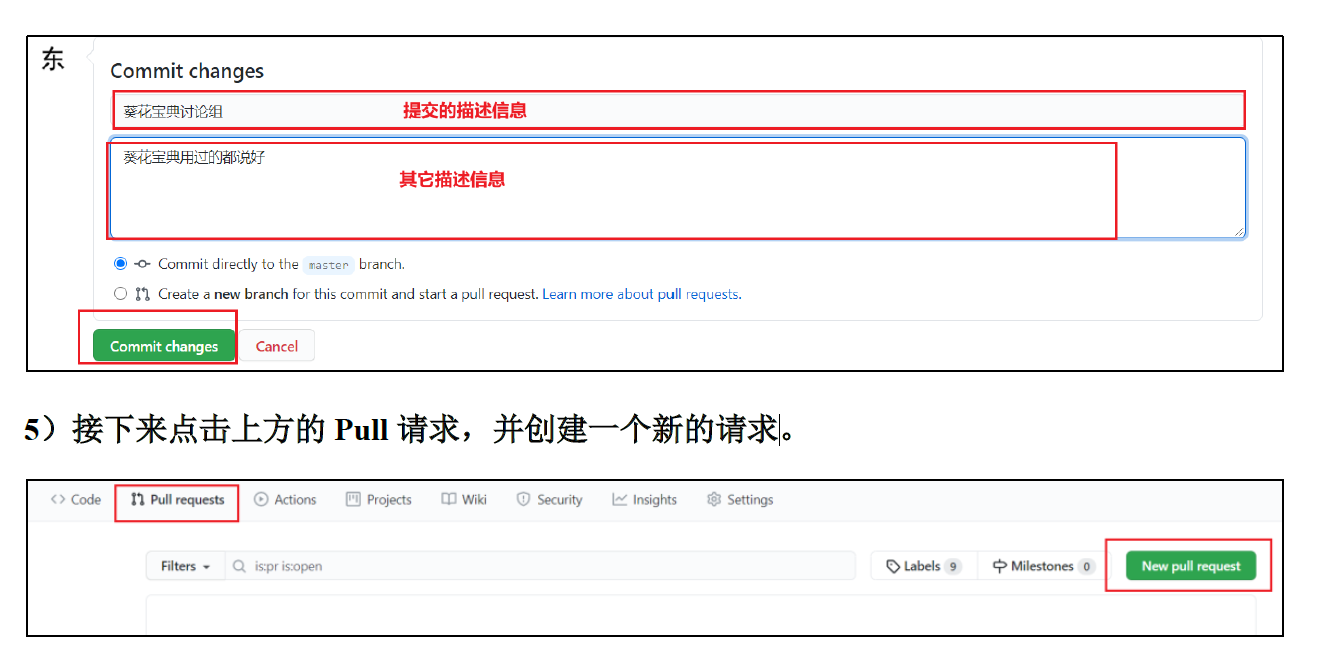 东
Commit changes
葵花宝典讨论组 提交的描述信息
葵花宝典用过的都说好
其它描述信息
Commit directly to the master branch.
Create a new branch for this commit and start a pull request. Learn more about pull requests.
Commit changes Cancel
5）接下来点击上方的 Pull 请求，并创建一个新的请求。
Code Pull requests Actions Projects Wiki Security Insights Settings
Filters is:pr is:open Labels 9 Milestones 0 New pull request